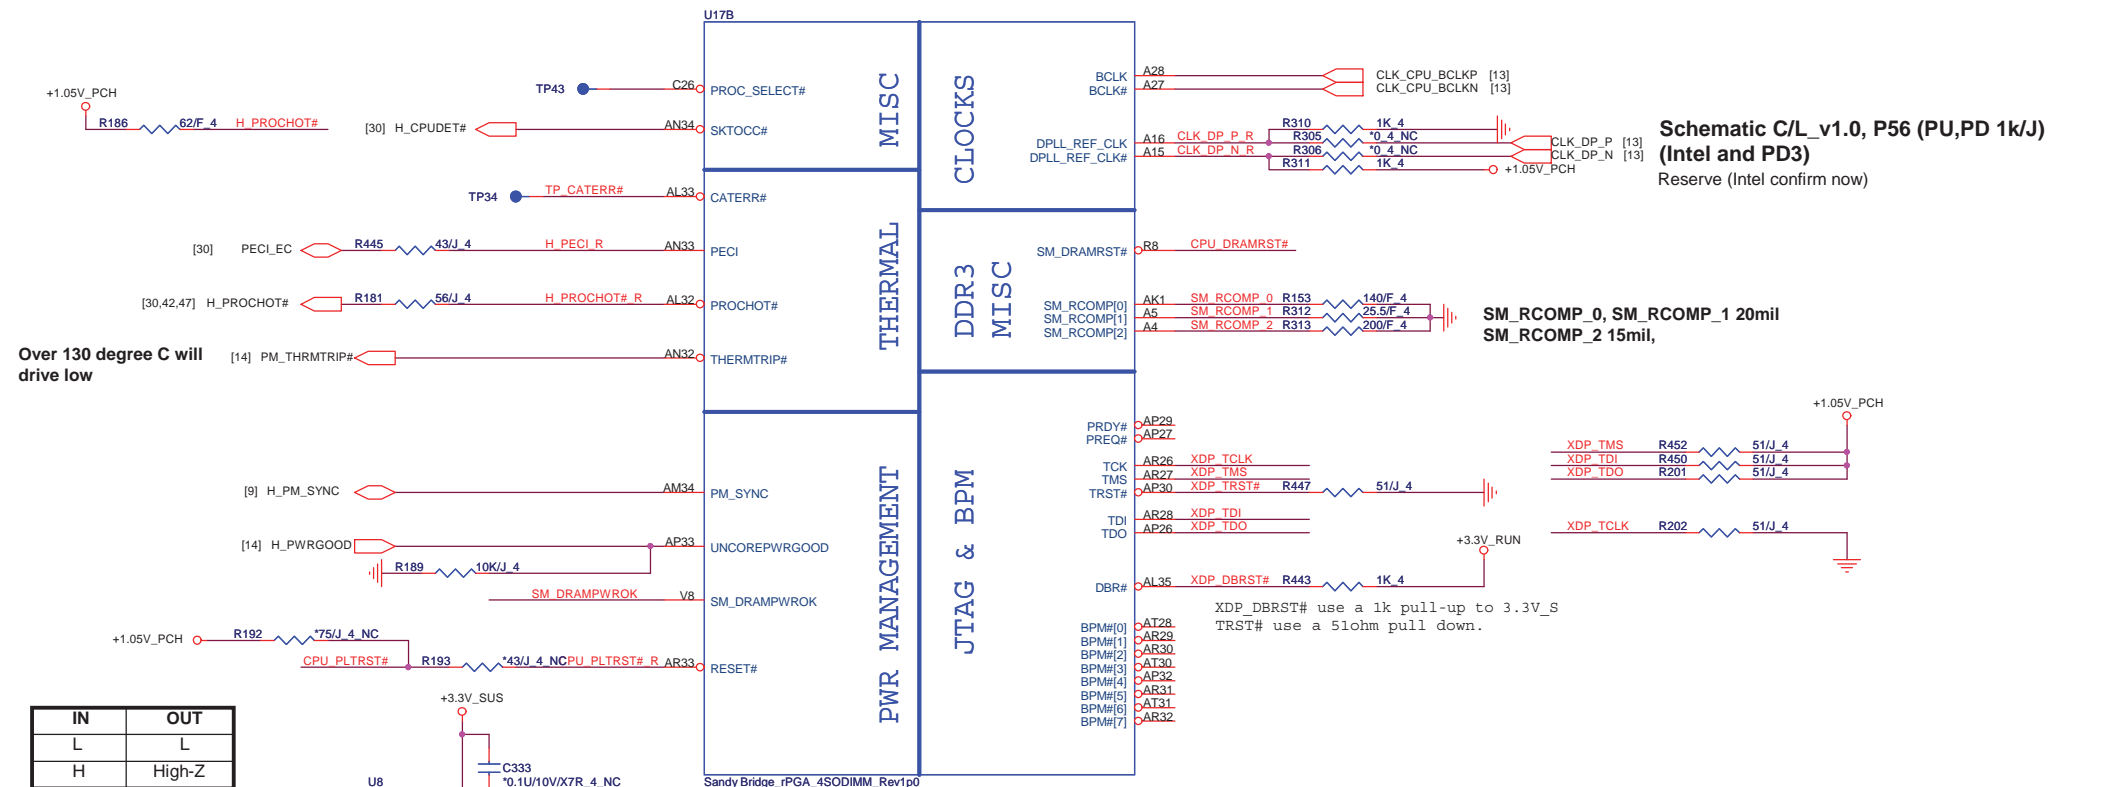 U17B
+1.05V_PCH
R186 62/F_4 H_PROCHOT#
TP43 C26 PROC_SELECT#
[30] H_CPUDET# AN34 SKTOCC#
MISC
TP34 TP_CATERR# AL33 CATERR#
[30] PECI_EC R445 43/J_4 H_PECI_R AN33 PECI
[30,42,47] H_PROCHOT# R181 56/J_4 H_PROCHOT#_R AL32 PROCHOT#
Over 130 degree C will
drive low
[14] PM_THRMTRIP# AN32 THERMTRIP#
THERMAL
[9] H_PM_SYNC AM34 PM_SYNC
[14] H_PWRGOOD AP33 UNCOREPWRGOOD
R189 10K/J_4
SM_DRAMPWROK V8 SM_DRAMPWROK
+1.05V_PCH R192 *75/J_4_NC
CPU_PLTRST# R193 *43/J_4_NC PU_PLTRST#_R AR33 RESET#
PWR MANAGEMENT
+3.3V_SUS
C333
*0.1U/10V/X7R_4_NC
U8
IN OUT
L L
H High-Z
CLOCKS
BCLK A28 CLK_CPU_BCLKP [13]
BCLK# A27 CLK_CPU_BCLKN [13]
R310 1K_4
DPLL_REF_CLK A16 CLK_DP_P_R R305 *0_4_NC CLK_DP_P [13]
DPLL_REF_CLK# A15 CLK_DP_N_R R306 *0_4_NC CLK_DP_N [13]
R311 1K_4 +1.05V_PCH
Schematic C/L_v1.0, P56 (PU,PD 1k/J)
(Intel and PD3)
Reserve (Intel confirm now)
DDR3
MISC
SM_DRAMRST# R8 CPU_DRAMRST#
SM_RCOMP[0] AK1 SM_RCOMP_0 R153 140/F_4
SM_RCOMP[1] A5 SM_RCOMP_1 R312 25.5/F_4
SM_RCOMP[2] A4 SM_RCOMP_2 R313 200/F_4
SM_RCOMP_0, SM_RCOMP_1 20mil
SM_RCOMP_2 15mil,
JTAG & BPM
PRDY# AP29
PREQ# AP27
TCK AR26 XDP_TCLK
TMS AR27 XDP_TMS
TRST# AP30 XDP_TRST# R447 51/J_4
TDI AR28 XDP_TDI
TDO AP26 XDP_TDO
+3.3V_RUN
DBR# AL35 XDP_DBRST# R443 1K_4
XDP_DBRST# use a 1k pull-up to 3.3V_S
TRST# use a 51ohm pull down.
BPM#[0] AT28
BPM#[1] AR29
BPM#[2] AR30
BPM#[3] AT30
BPM#[4] AP32
BPM#[5] AR31
BPM#[6] AT31
BPM#[7] AR32
+1.05V_PCH
XDP_TMS R452 51/J_4
XDP_TDI R450 51/J_4
XDP_TDO R201 51/J_4
XDP_TCLK R202 51/J_4
Sandy Bridge_rPGA_4SODIMM_Rev1p0